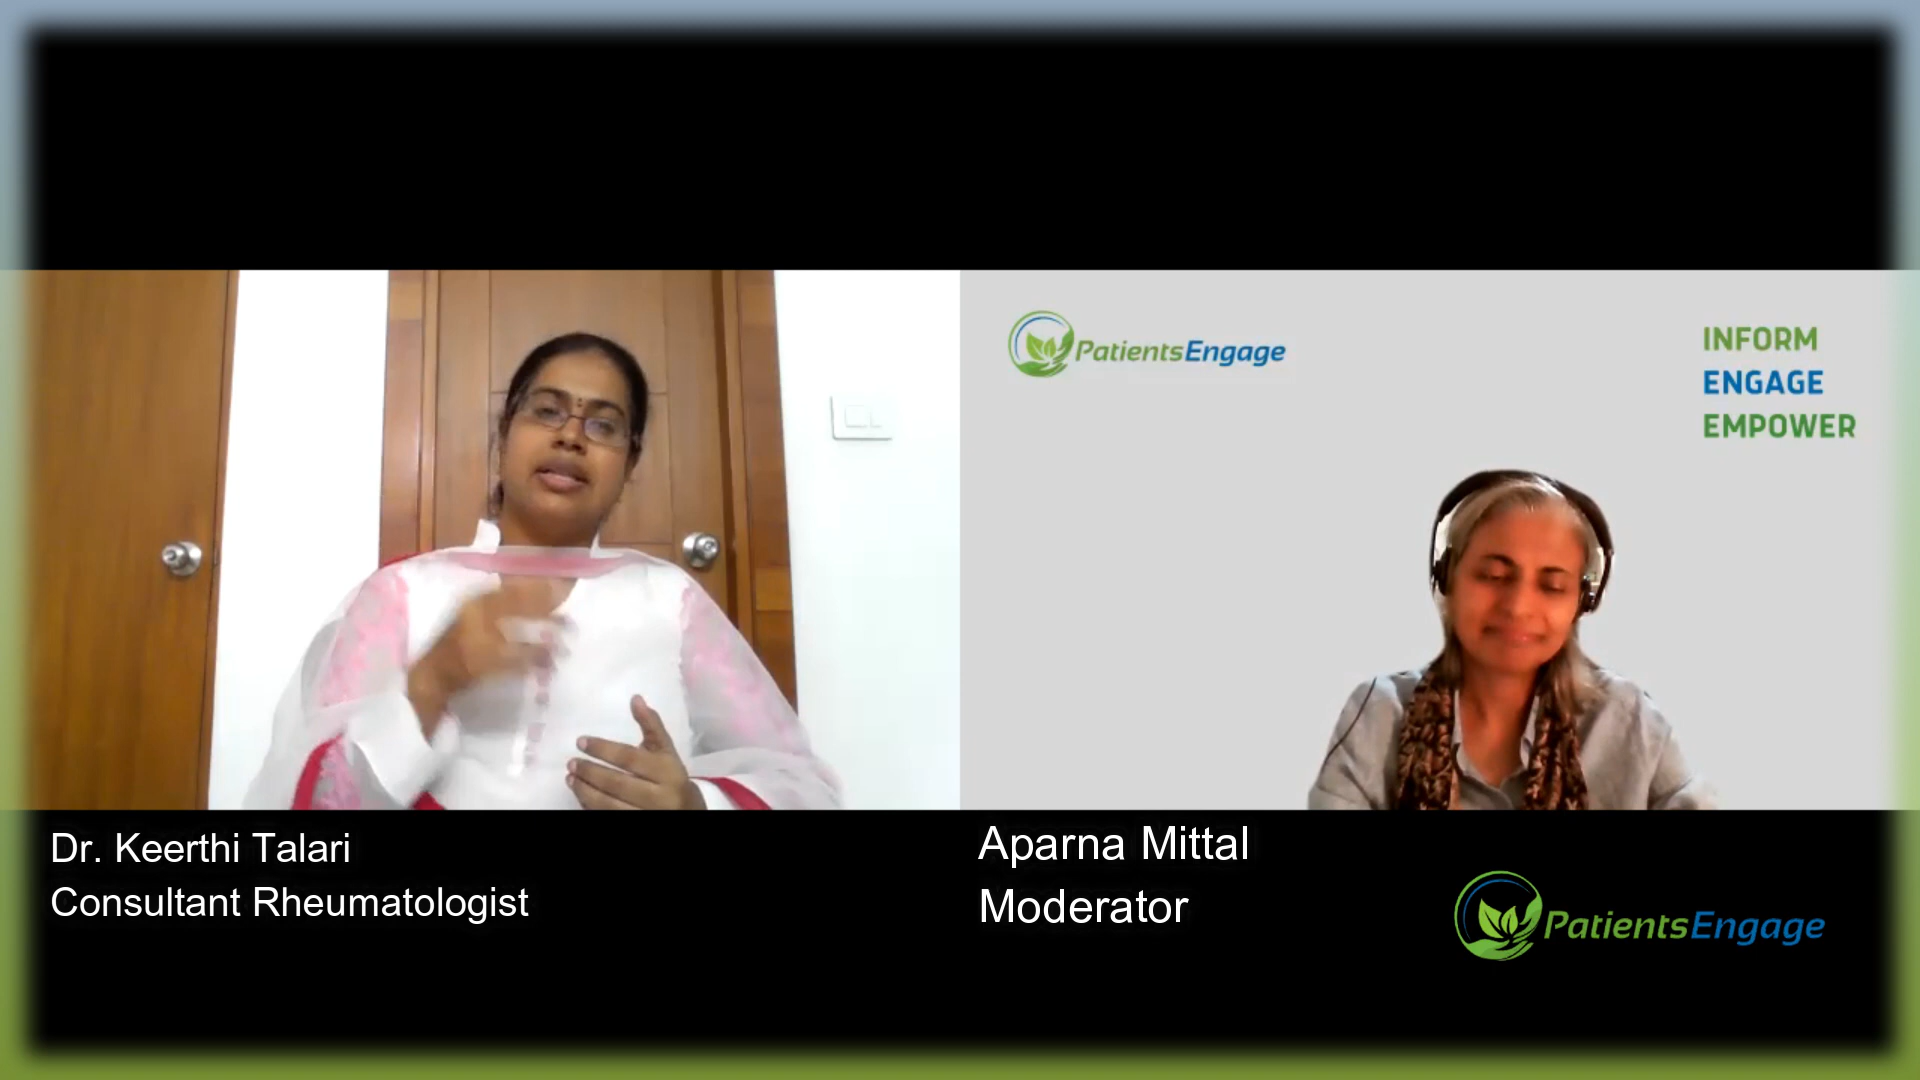 PatientsEngage
INFORM
ENGAGE
EMPOWER
Dr. Keerthi Talari
Consultant Rheumatologist
Aparna Mittal
Moderator
PatientsEngage